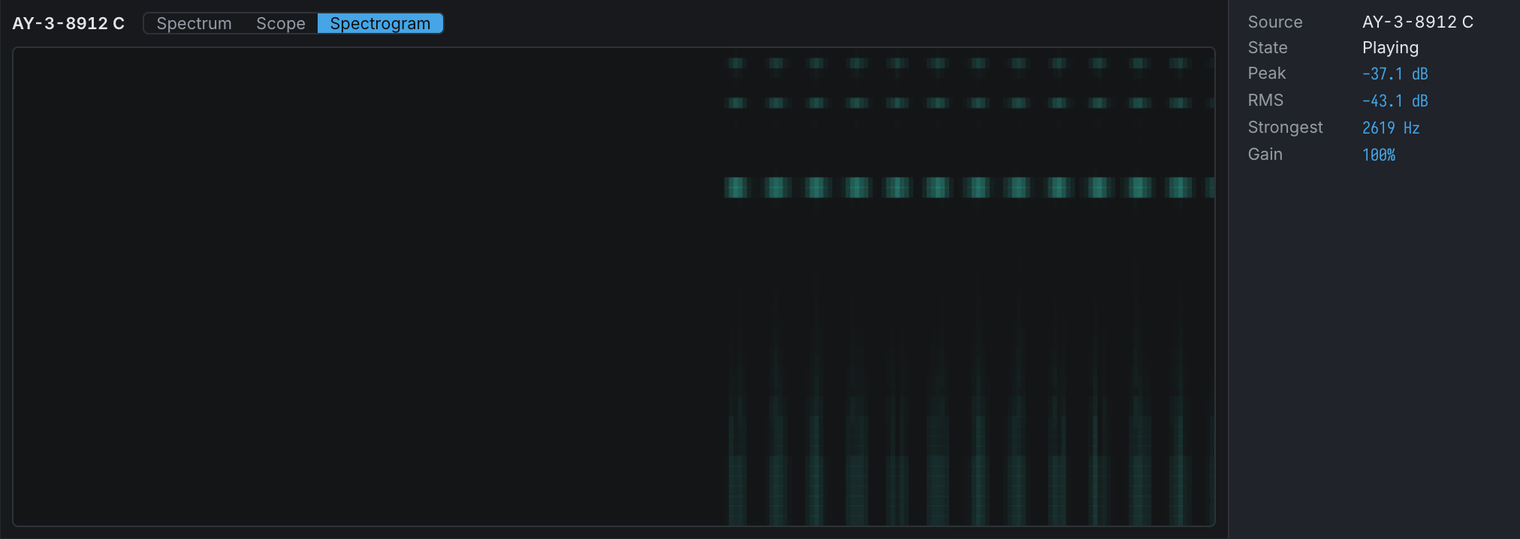 AY-3-8912 C Spectrum Scope Spectrogram
Source AY-3-8912 C
State Playing
Peak -37.1 dB
RMS -43.1 dB
Strongest 2619 Hz
Gain 100%